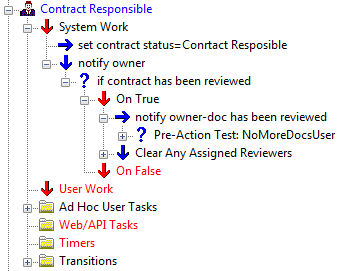 Contract Responsible
System Work
set contract status=Conrtact Resposible
notify owner
if contract has been reviewed
On True
notify owner-doc has been reviewed
Pre-Action Test: NoMoreDocsUser
Clear Any Assigned Reviewers
On False
User Work
Ad Hoc User Tasks
Web/API Tasks
Timers
Transitions